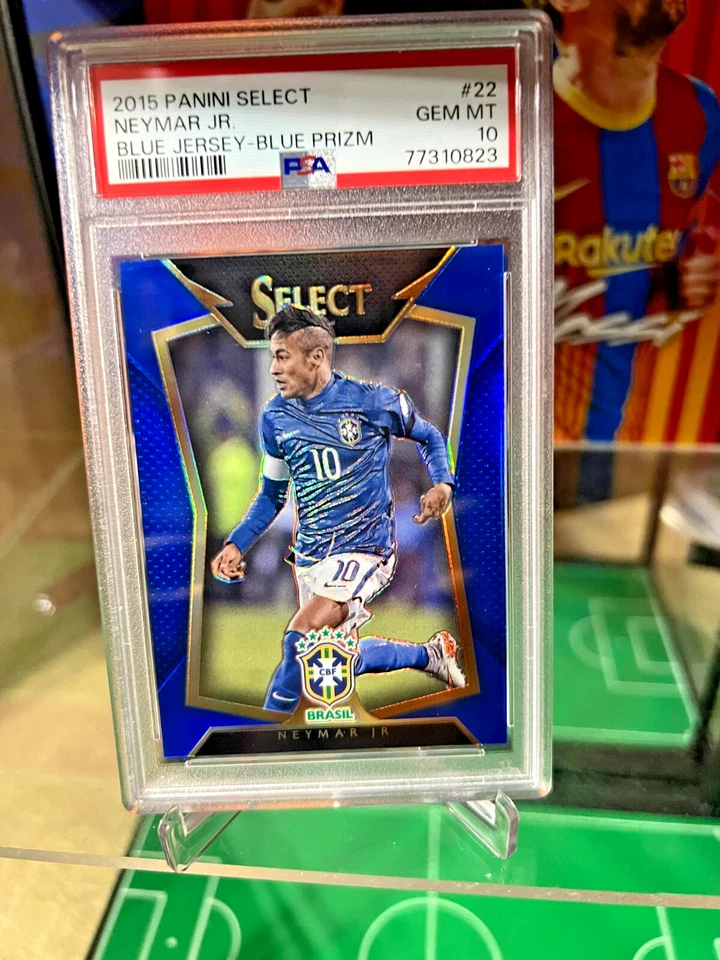 2015 PANINI SELECT #22
NEYMAR JR. GEM MT
BLUE JERSEY-BLUE PRIZM 10
PSA 77310823
SELECT
10
10
CBF
BRASIL
NEYMAR JR
Rakuten
Messi